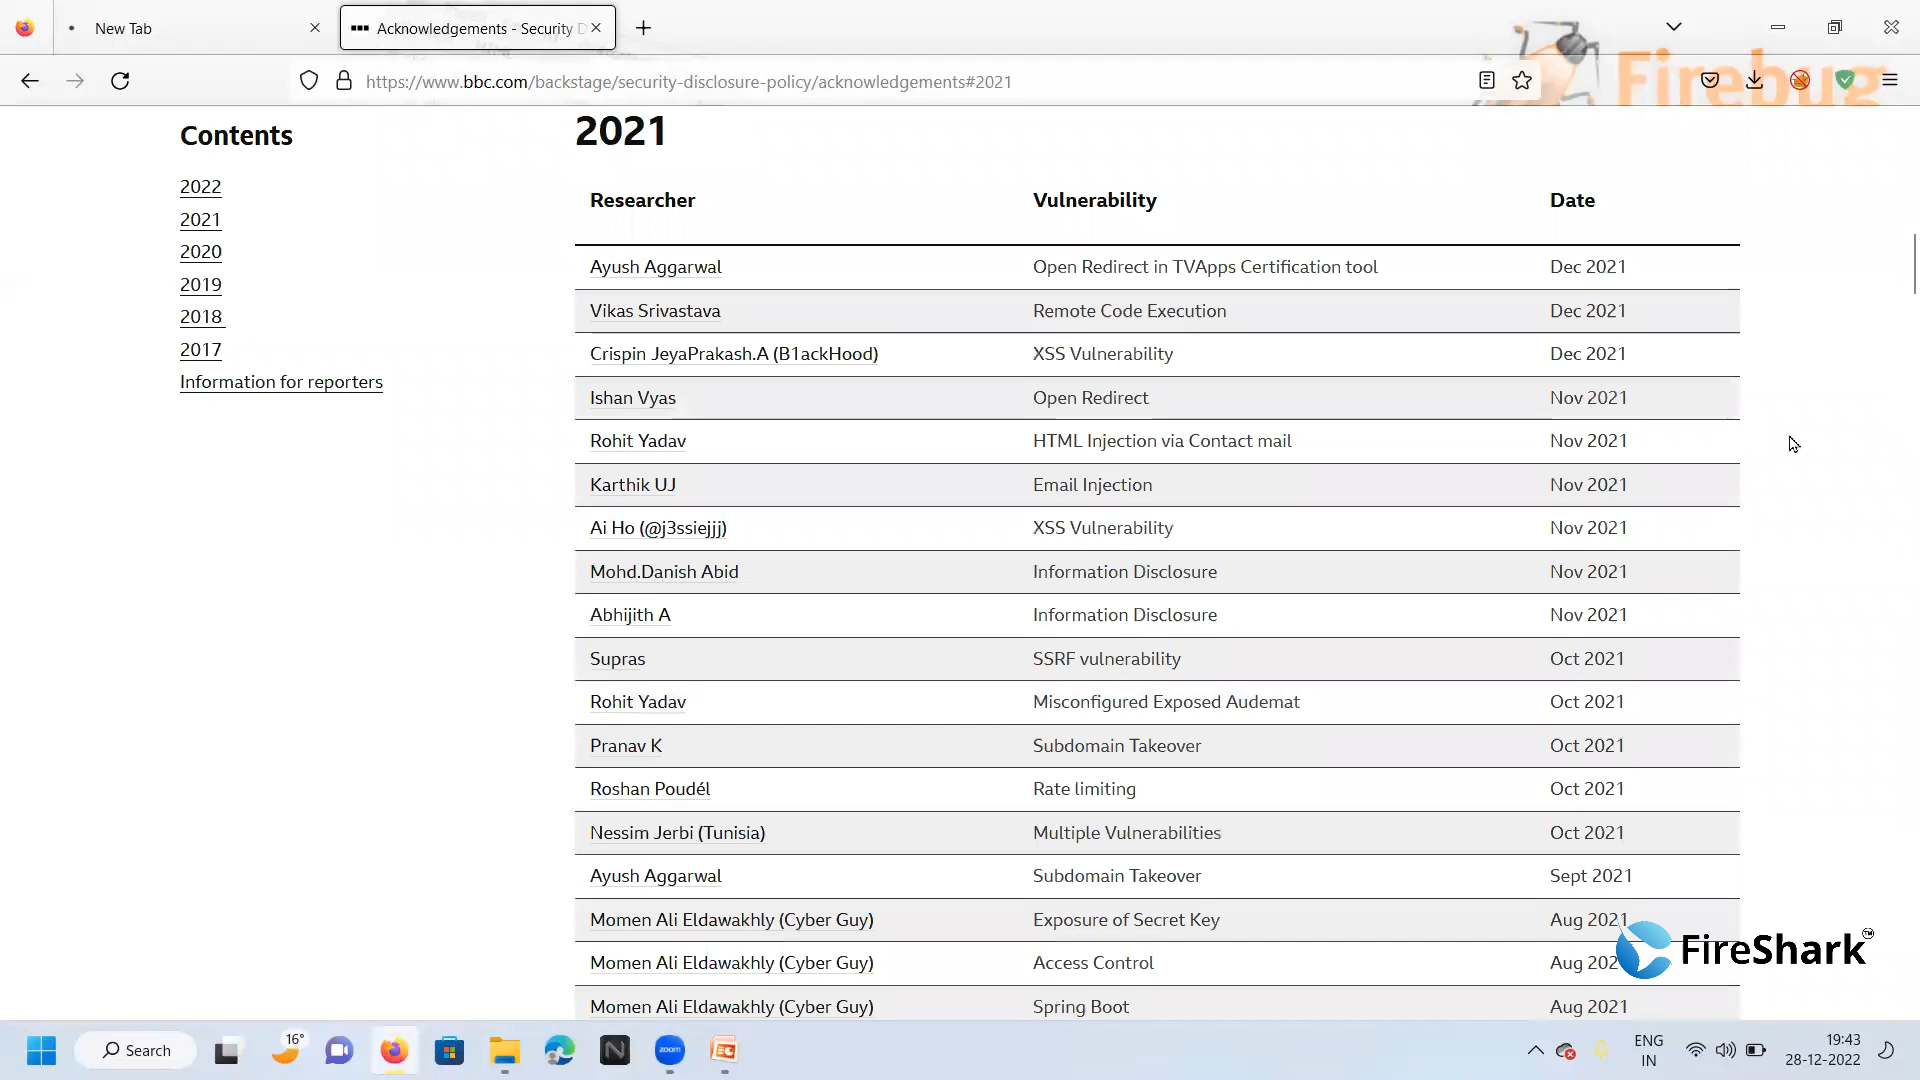 New Tab
Acknowledgements - Security D
https://www.bbc.com/backstage/security-disclosure-policy/acknowledgements#2021
Firebug
Contents
2022
2021
2020
2019
2018
2017
Information for reporters
2021
Researcher Vulnerability Date
Ayush Aggarwal Open Redirect in TVApps Certification tool Dec 2021
Vikas Srivastava Remote Code Execution Dec 2021
Crispin JeyaPrakash.A (B1ackHood) XSS Vulnerability Dec 2021
Ishan Vyas Open Redirect Nov 2021
Rohit Yadav HTML Injection via Contact mail Nov 2021
Karthik UJ Email Injection Nov 2021
Ai Ho (@j3ssiejjj) XSS Vulnerability Nov 2021
Mohd.Danish Abid Information Disclosure Nov 2021
Abhijith A Information Disclosure Nov 2021
Supras SSRF vulnerability Oct 2021
Rohit Yadav Misconfigured Exposed Audemat Oct 2021
Pranav K Subdomain Takeover Oct 2021
Roshan Poudél Rate limiting Oct 2021
Nessim Jerbi (Tunisia) Multiple Vulnerabilities Oct 2021
Ayush Aggarwal Subdomain Takeover Sept 2021
Momen Ali Eldawakhly (Cyber Guy) Exposure of Secret Key Aug 2021
Momen Ali Eldawakhly (Cyber Guy) Access Control Aug 202
Momen Ali Eldawakhly (Cyber Guy) Spring Boot Aug 2021
FireShark™
Search
16°
N
zoom
EC
ENG
IN
19:43
28-12-2022